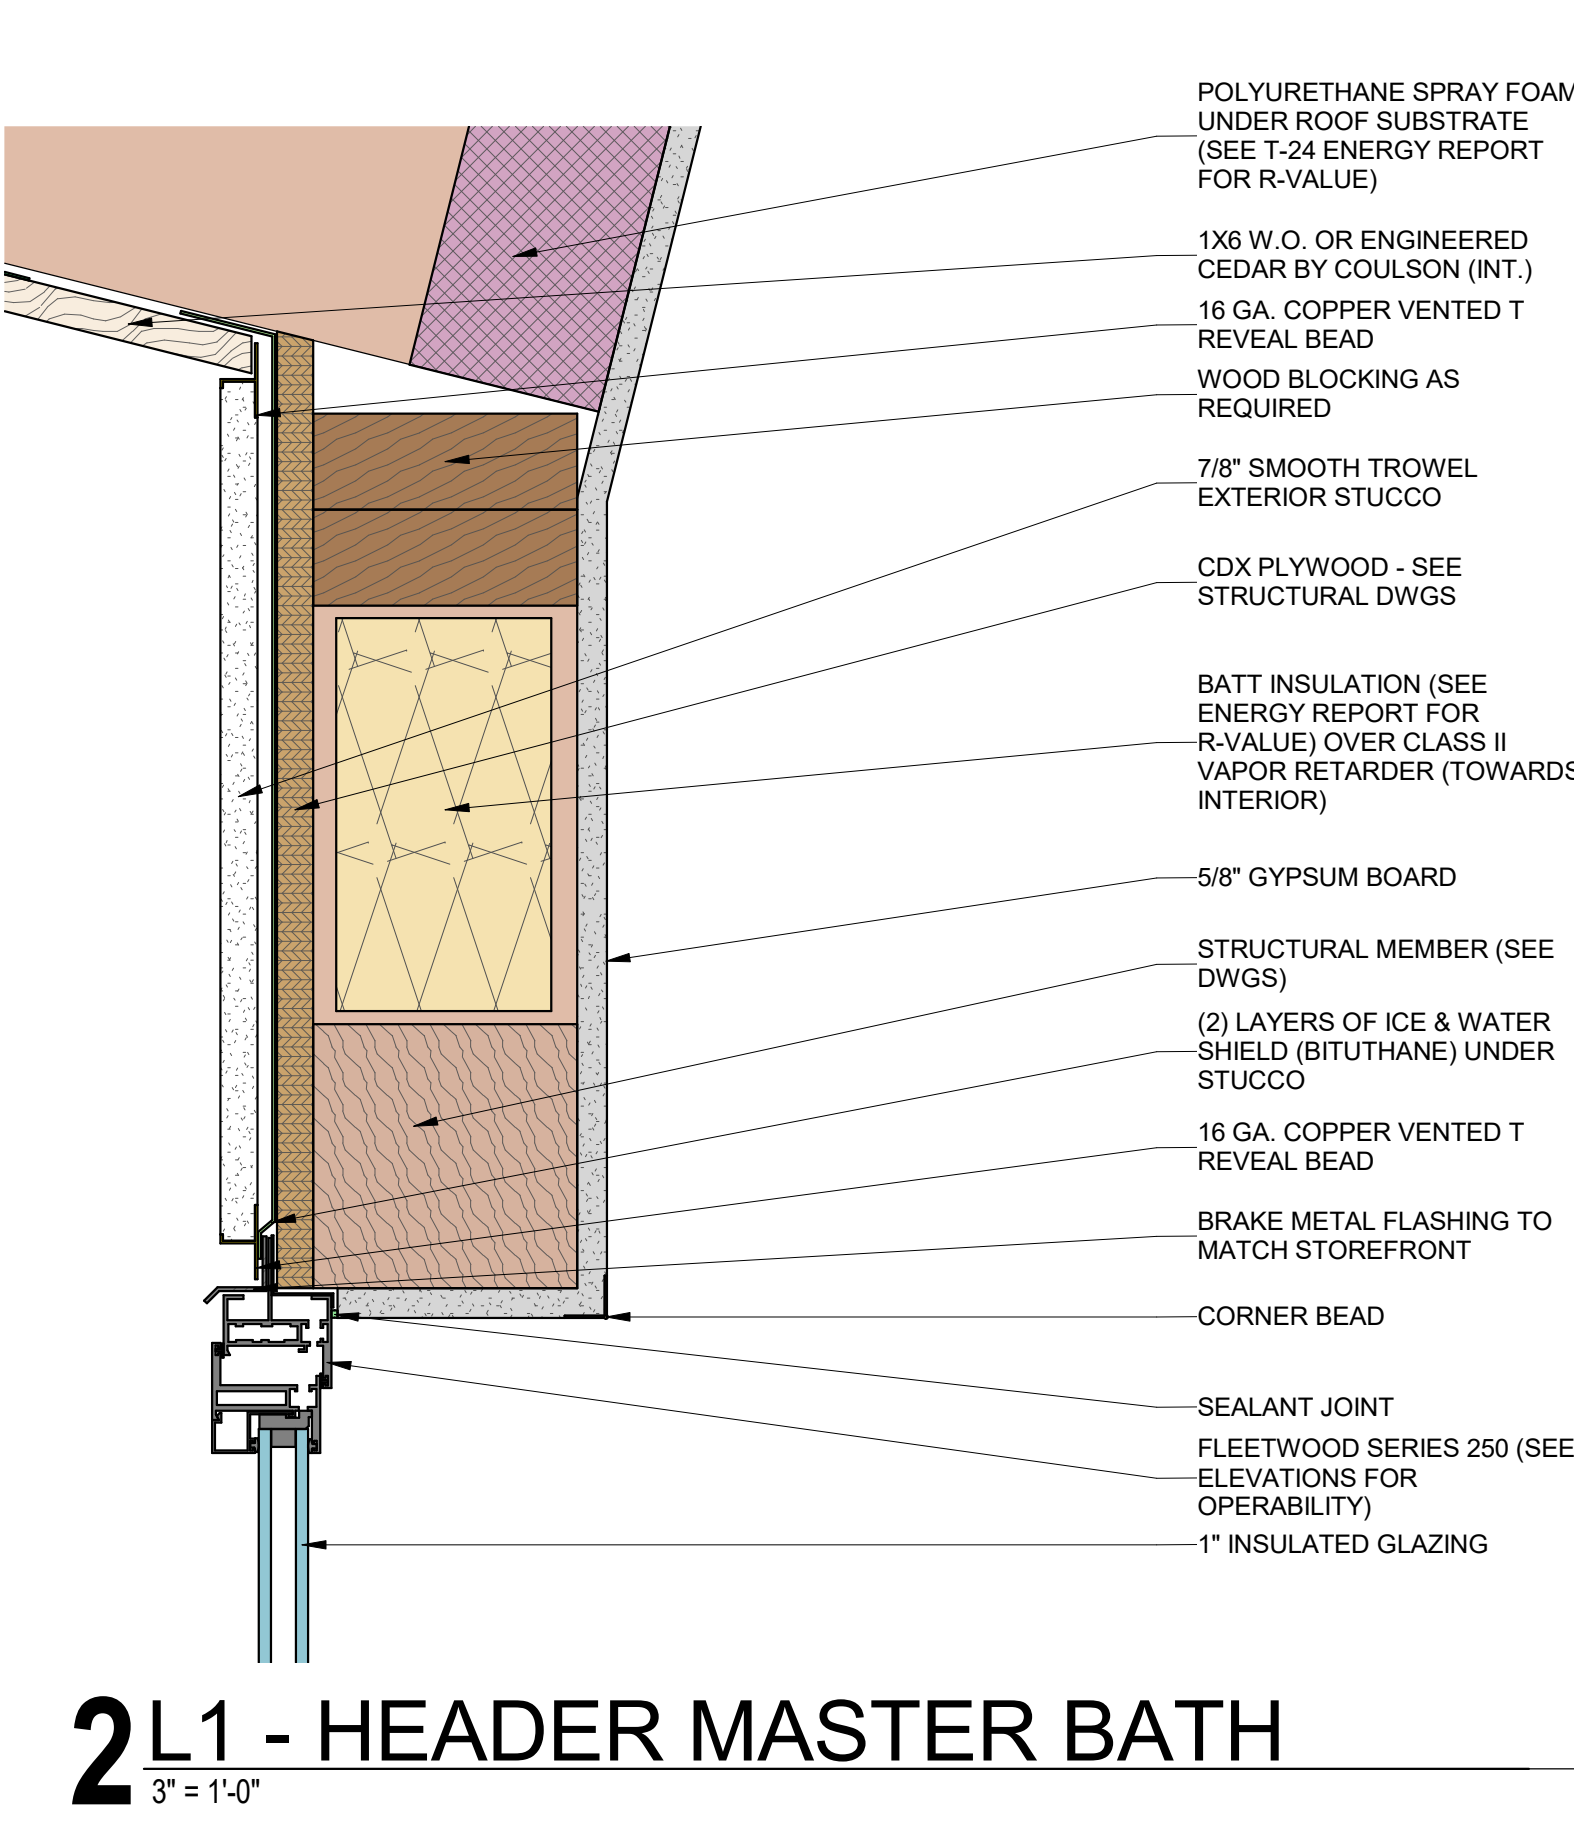 POLYURETHANE SPRAY FOAM
UNDER ROOF SUBSTRATE
(SEE T-24 ENERGY REPORT
FOR R-VALUE)
1X6 W.O. OR ENGINEERED
CEDAR BY COULSON (INT.)
16 GA. COPPER VENTED T
REVEAL BEAD
WOOD BLOCKING AS
REQUIRED
7/8" SMOOTH TROWEL
EXTERIOR STUCCO
CDX PLYWOOD - SEE
STRUCTURAL DWGS
BATT INSULATION (SEE
ENERGY REPORT FOR
R-VALUE) OVER CLASS II
VAPOR RETARDER (TOWARDS
INTERIOR)
5/8" GYPSUM BOARD
STRUCTURAL MEMBER (SEE
DWGS)
(2) LAYERS OF ICE & WATER
SHIELD (BITUTHANE) UNDER
STUCCO
16 GA. COPPER VENTED T
REVEAL BEAD
BRAKE METAL FLASHING TO
MATCH STOREFRONT
CORNER BEAD
SEALANT JOINT
FLEETWOOD SERIES 250 (SEE
ELEVATIONS FOR
OPERABILITY)
1" INSULATED GLAZING
2 L1 - HEADER MASTER BATH
3" = 1'-0"